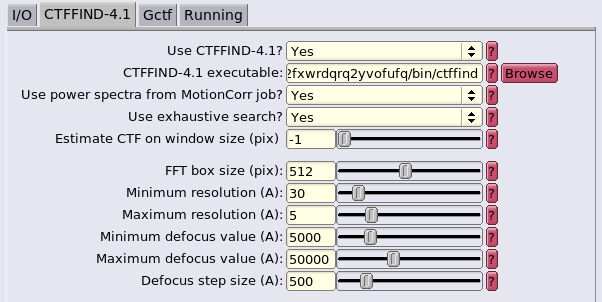 I/O CTFFIND-4.1 Gctf Running
Use CTFFIND-4.1? Yes ?
CTFFIND-4.1 executable: 2fxwrdqrq2yvofufq/bin/ctffind ? Browse
Use power spectra from MotionCorr job? Yes ?
Use exhaustive search? Yes ?
Estimate CTF on window size (pix) -1 ?
FFT box size (pix): 512 ?
Minimum resolution (A): 30 ?
Maximum resolution (A): 5 ?
Minimum defocus value (A): 5000 ?
Maximum defocus value (A): 50000 ?
Defocus step size (A): 500 ?